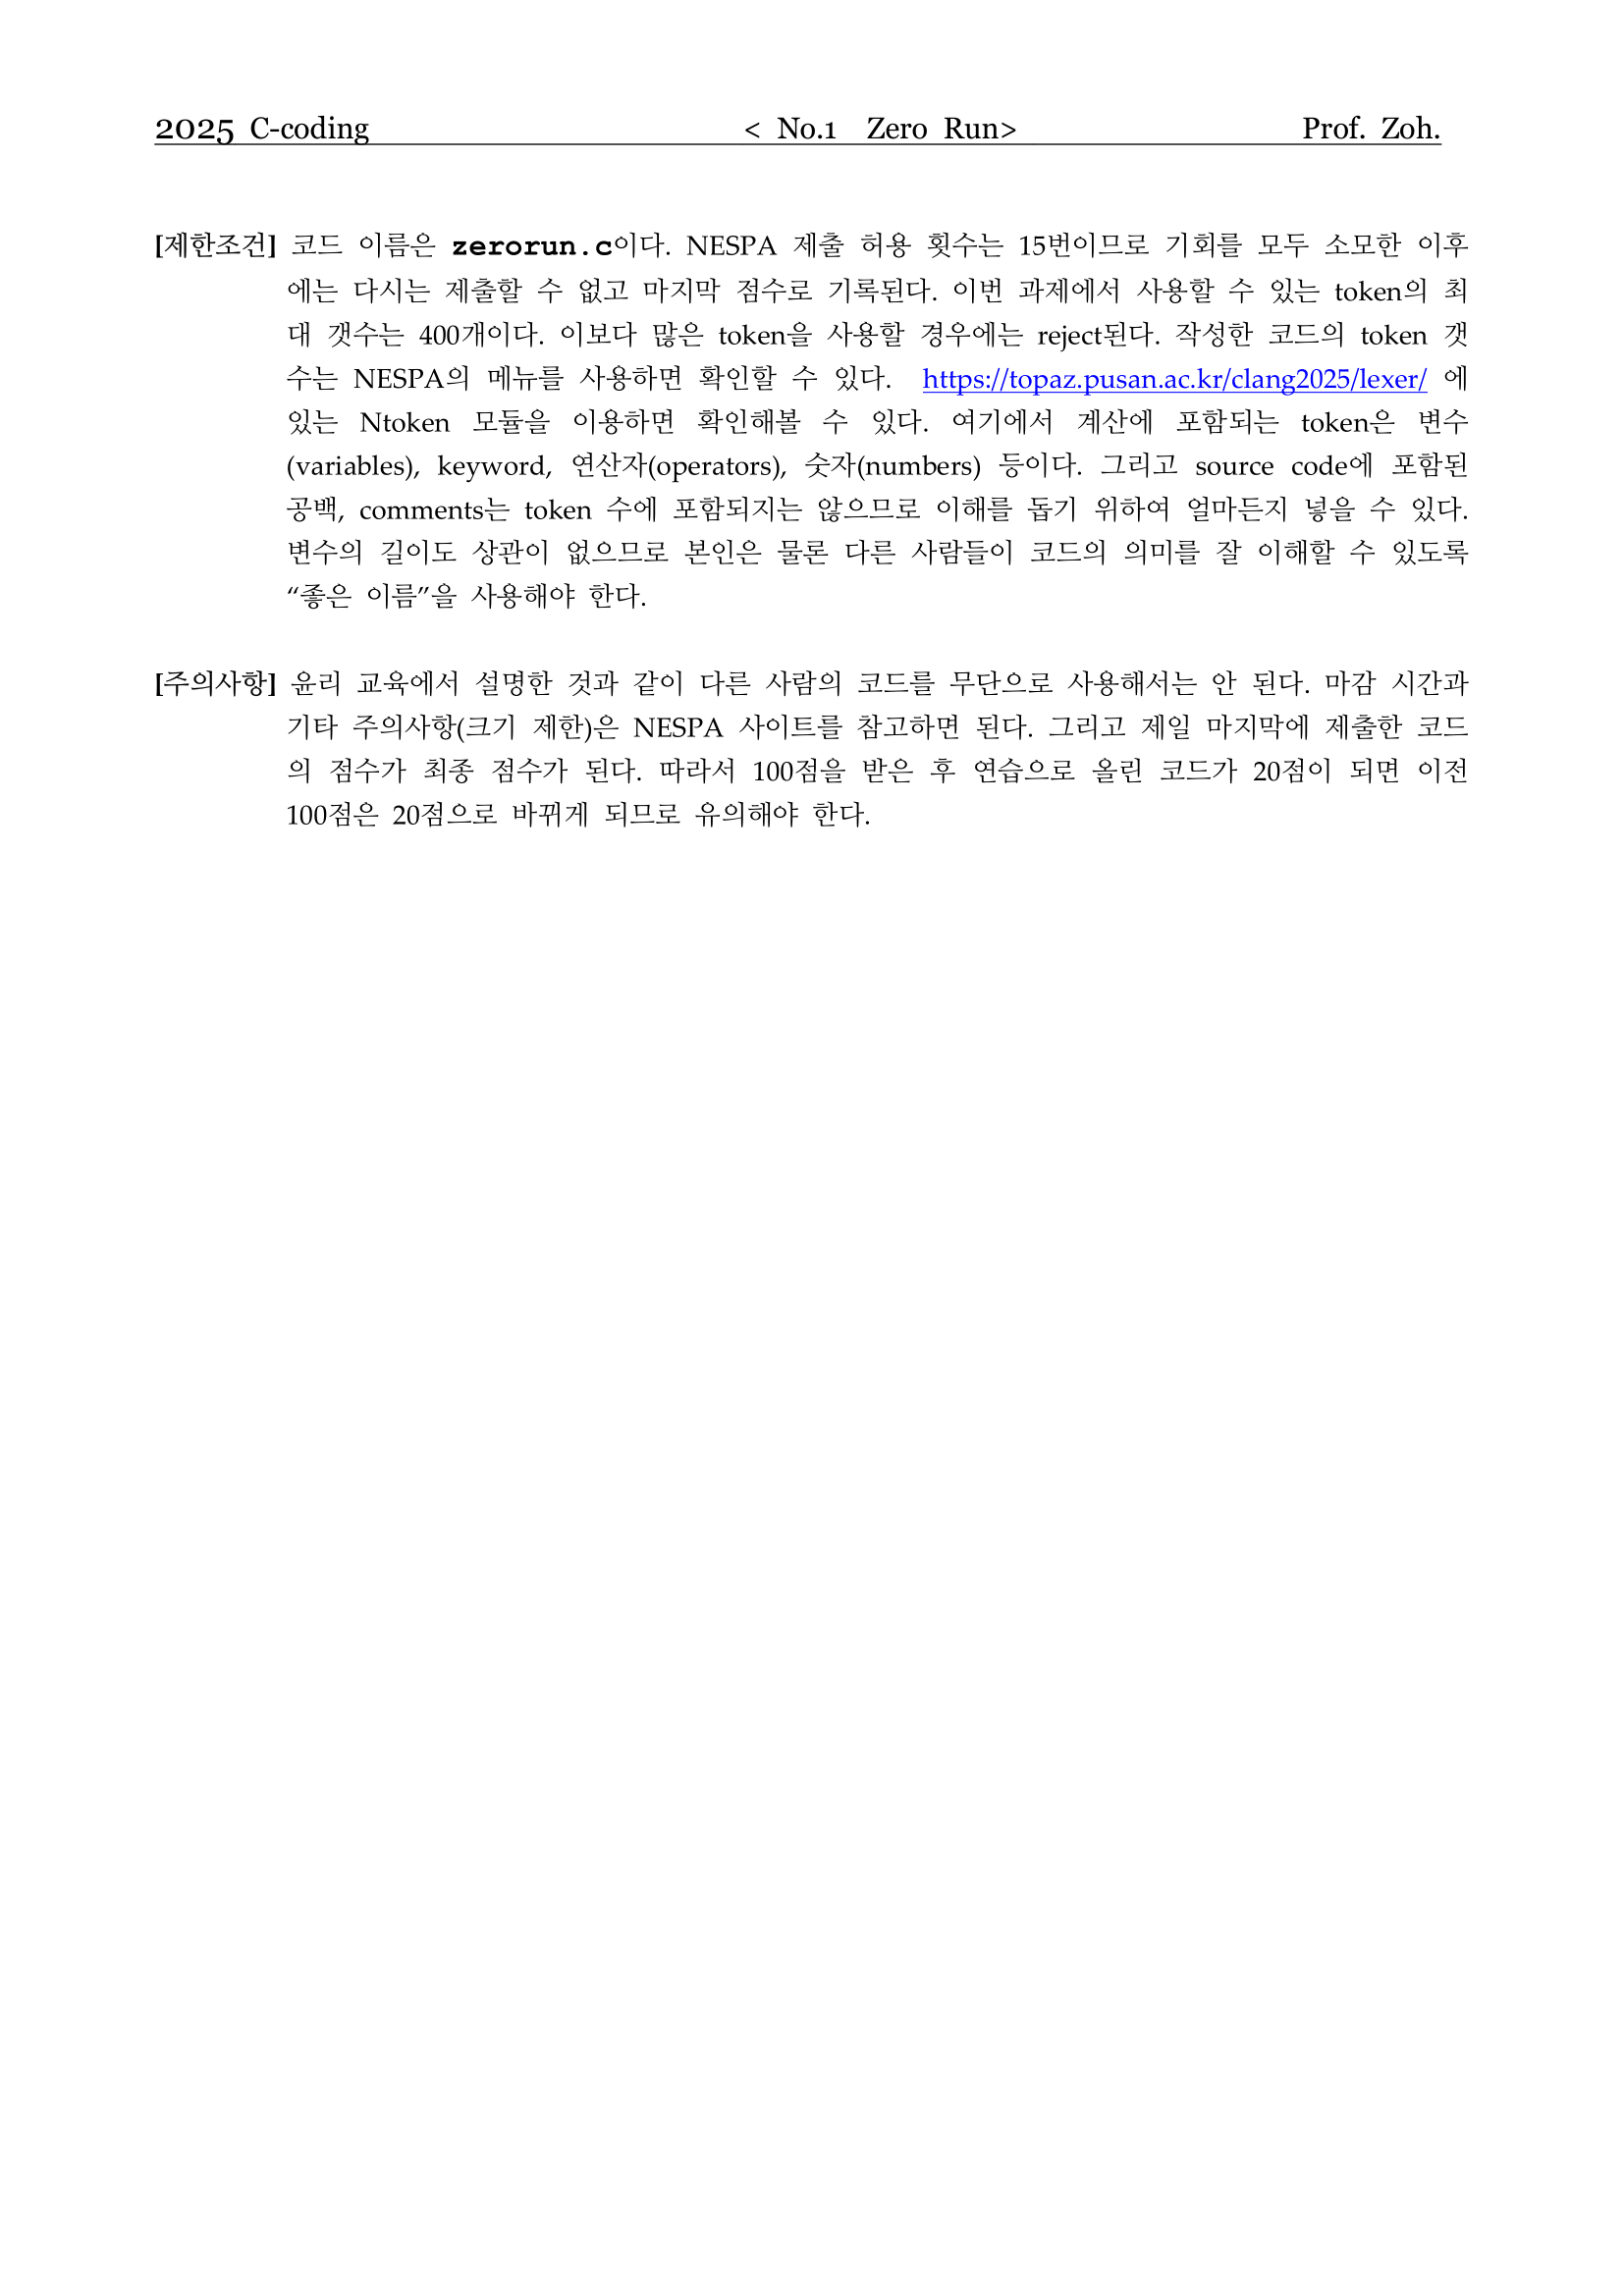 2025 C-coding < No.1 Zero Run> Prof. Zoh.
[제한조건] 코드 이름은 zerorun.c이다. NESPA 제출 허용 횟수는 15번이므로 기회를 모두 소모한 이후
에는 다시는 제출할 수 없고 마지막 점수로 기록된다. 이번 과제에서 사용할 수 있는 token의 최
대 갯수는 400개이다. 이보다 많은 token을 사용할 경우에는 reject된다. 작성한 코드의 token 갯
수는 NESPA의 메뉴를 사용하면 확인할 수 있다. https://topaz.pusan.ac.kr/clang2025/lexer/ 에
있는 Ntoken 모듈을 이용하면 확인해볼 수 있다. 여기에서 계산에 포함되는 token은 변수
(variables), keyword, 연산자(operators), 숫자(numbers) 등이다. 그리고 source code에 포함된
공백, comments는 token 수에 포함되지는 않으므로 이해를 돕기 위하여 얼마든지 넣을 수 있다.
변수의 길이도 상관이 없으므로 본인은 물론 다른 사람들이 코드의 의미를 잘 이해할 수 있도록
“좋은 이름”을 사용해야 한다.
[주의사항] 윤리 교육에서 설명한 것과 같이 다른 사람의 코드를 무단으로 사용해서는 안 된다. 마감 시간과
기타 주의사항(크기 제한)은 NESPA 사이트를 참고하면 된다. 그리고 제일 마지막에 제출한 코드
의 점수가 최종 점수가 된다. 따라서 100점을 받은 후 연습으로 올린 코드가 20점이 되면 이전
100점은 20점으로 바뀌게 되므로 유의해야 한다.